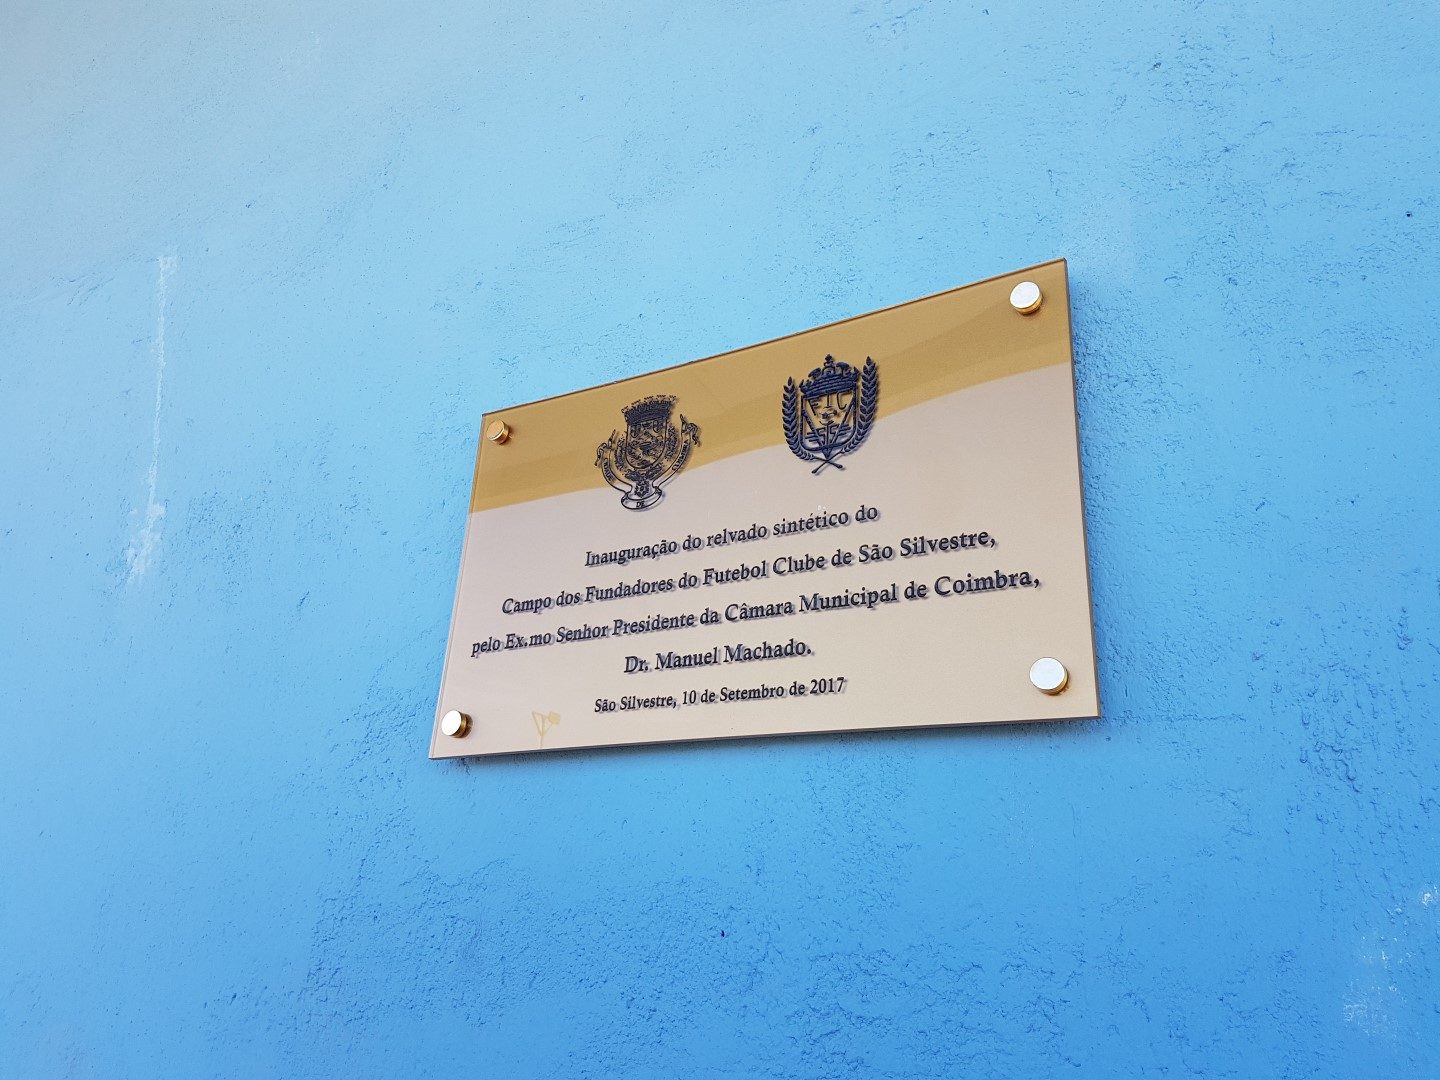 Inauguração do relvado sintético do
Campo dos Fundadores do Futebol Clube de São Silvestre,
pelo Ex.mo Senhor Presidente da Câmara Municipal de Coimbra,
Dr. Manuel Machado.
São Silvestre, 10 de Setembro de 2017